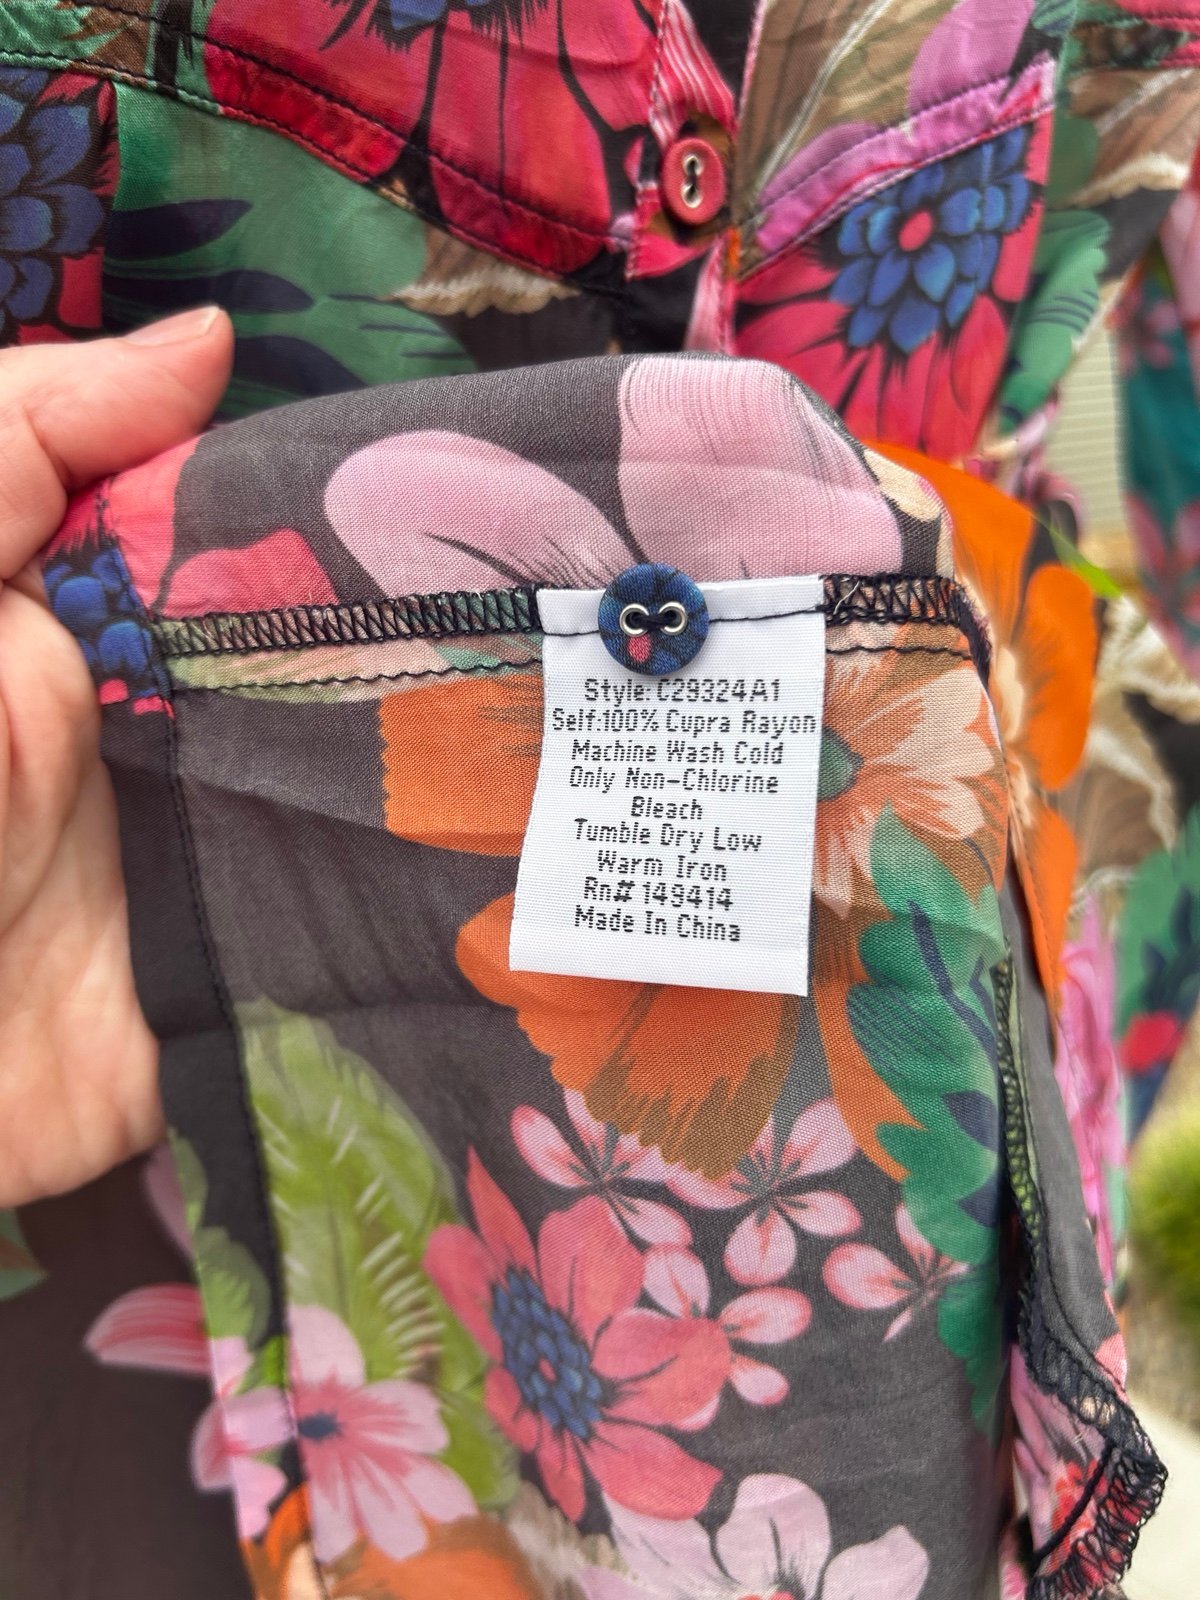 Style: C29324A1
Self:100% Cupra Rayon
Machine Wash Cold
Only Non-Chlorine
Bleach
Tumble Dry Low
Warm Iron
Rn# 149414
Made In China